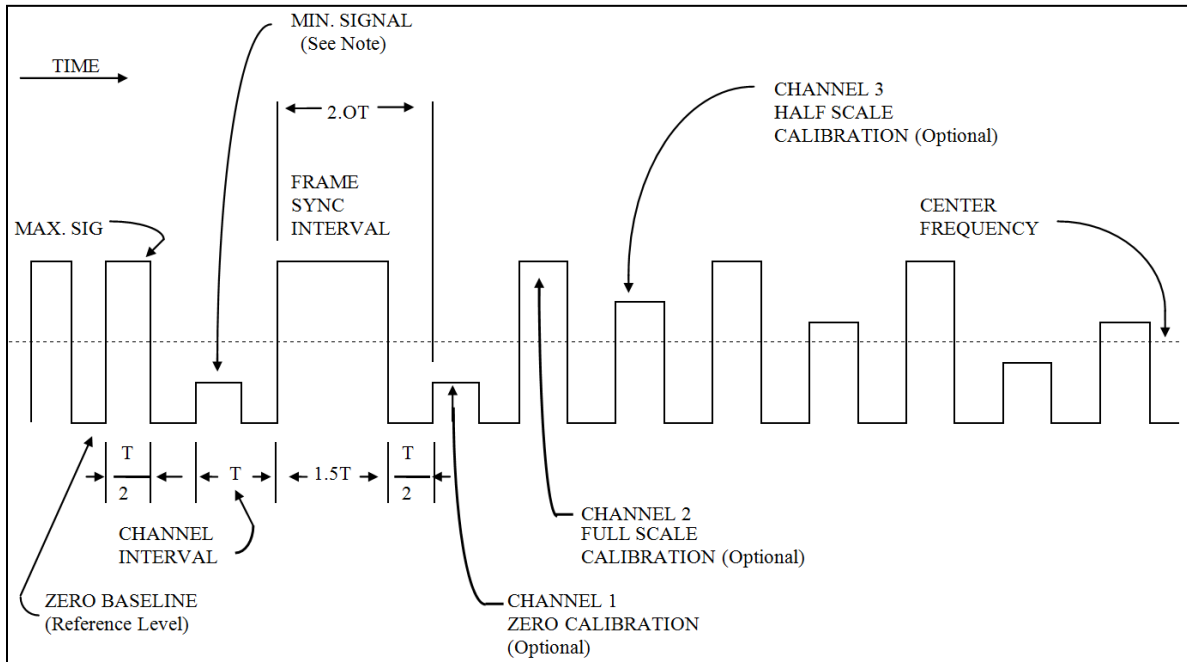 MIN. SIGNAL
(See Note)
TIME
2.OT
CHANNEL 3
HALF SCALE
CALIBRATION (Optional)
FRAME
SYNC
INTERVAL
MAX. SIG
CENTER
FREQUENCY
T
2
T
1.5T
T
2
CHANNEL
INTERVAL
CHANNEL 2
FULL SCALE
CALIBRATION (Optional)
ZERO BASELINE
(Reference Level)
CHANNEL 1
ZERO CALIBRATION
(Optional)